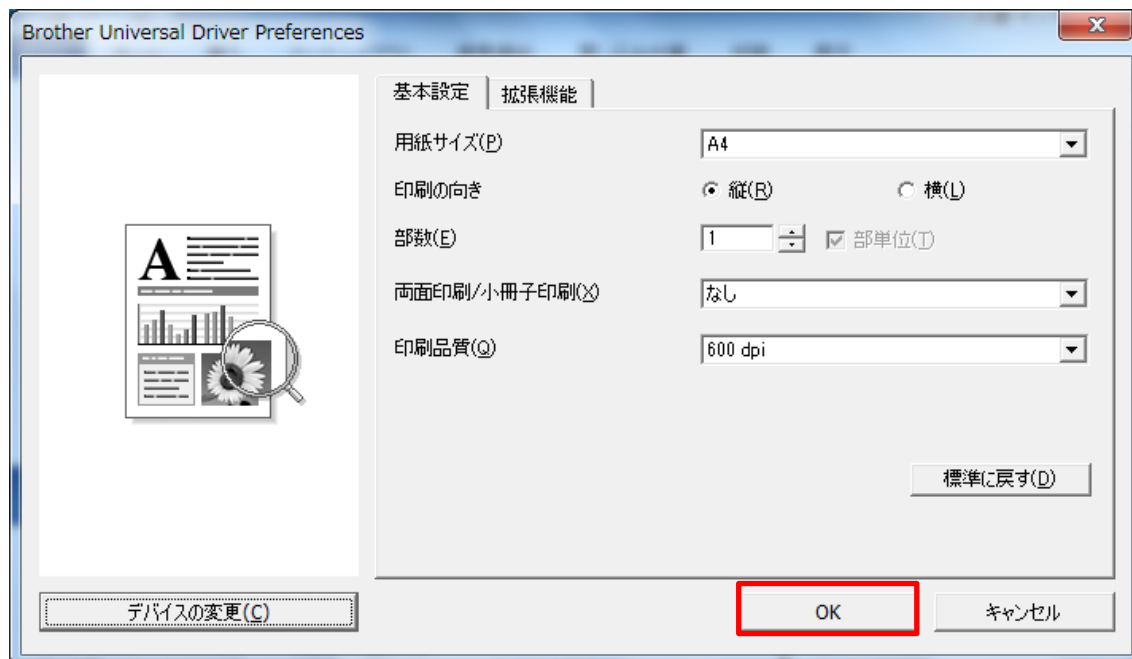 Brother Universal Driver Preferences
基本設定 拡張機能
用紙サイズ(P) A4
印刷の向き 縦(R) 横(L)
部数(E) 1 部単位(T)
両面印刷/小冊子印刷(X) なし
印刷品質(Q) 600 dpi
A
標準に戻す(D)
デバイスの変更(C) OK キャンセル